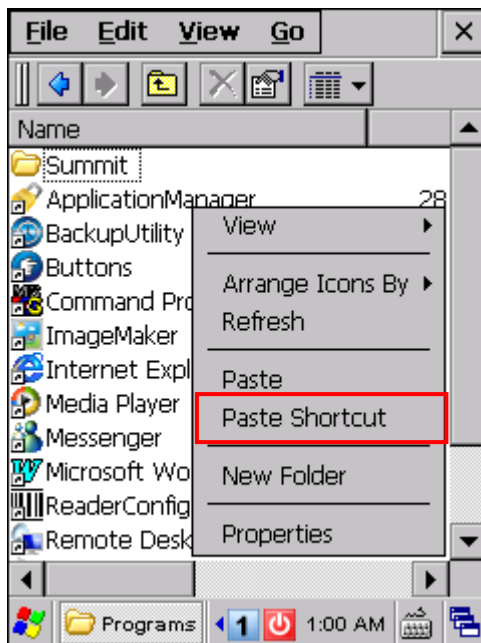 File Edit View Go
Name
Summit
ApplicationManager 28
BackupUtility
Buttons
Command Pro
ImageMaker
Internet Expl
Media Player
Messenger
Microsoft Wo
ReaderConfig
Remote Desk
View
Arrange Icons By
Refresh
Paste
Paste Shortcut
New Folder
Properties
Programs 1 1:00 AM